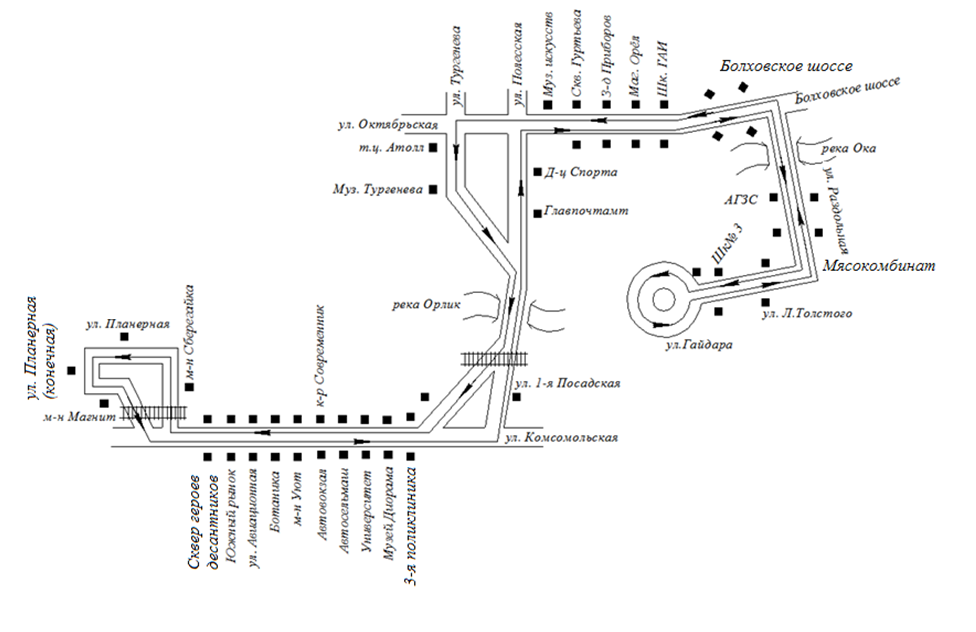 ул. Тургенева
ул. Полесская
Муз. искусств
Скв. Гуртьева
З-д Приборов
Маг. Орёл
Шк. ГЛИ
Болховское шоссе
Болховское шоссе
ул. Октябрьская
т.ц. Атолл
Муз. Тургенева
Д-ц Спорта
Главпочтамт
река Ока
АГЗС
ул. Раздольная
Шк№ 3
Мясокомбинат
ул. Л.Толстого
ул.Гайдара
река Орлик
ул. Планерная
(конечная)
ул. Планерная
м-н Сберегайка
к-р Современник
м-н Магнит
ул. 1-я Посадская
ул. Комсомольская
Сквер героев
десантников
Южный рынок
ул. Авиационная
Ботаника
м-н Уют
Автовокзал
Автосельмаш
Университет
Музей Диорама
3-я поликлиника